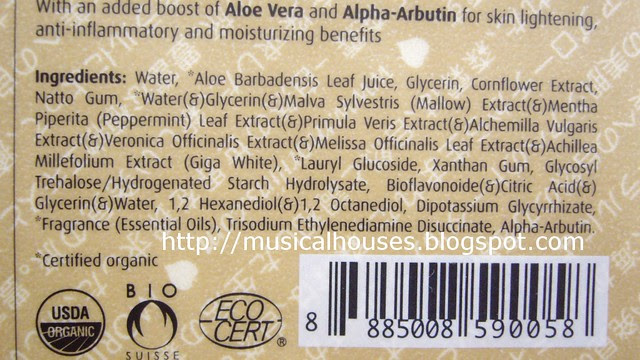 With an added boost of Aloe Vera and Alpha-Arbutin for skin lightening,
anti-inflammatory and moisturizing benefits
Ingredients: Water, *Aloe Barbadensis Leaf Juice, Glycerin, Cornflower Extract,
Natto Gum, *Water(&)Glycerin(&)Malva Sylvestris (Mallow) Extract(&)Mentha
Piperita (Peppermint) Leaf Extract(&)Primula Veris Extract(&)Alchemilla Vulgaris
Extract(&)Veronica Officinalis Extract(&)Melissa Officinalis Leaf Extract(&)Achillea
Millefolium Extract (Giga White), *Lauryl Glucoside, Xanthan Gum, Glycosyl
Trehalose/Hydrogenated Starch Hydrolysate, Bioflavonoide(&)Citric Acid(&)
Glycerin(&)Water, 1,2 Hexanediol(&)1,2 Octanediol, Dipotassium Glycyrrhizate,
*Fragrance (Essential Oils), Trisodium Ethylenediamine Disuccinate, Alpha-Arbutin.
http://musicalhouses.blogspot.com
*Certified organic
USDA
ORGANIC
BIO
SUISSE
ECO
CERT
®
8 885008 590058